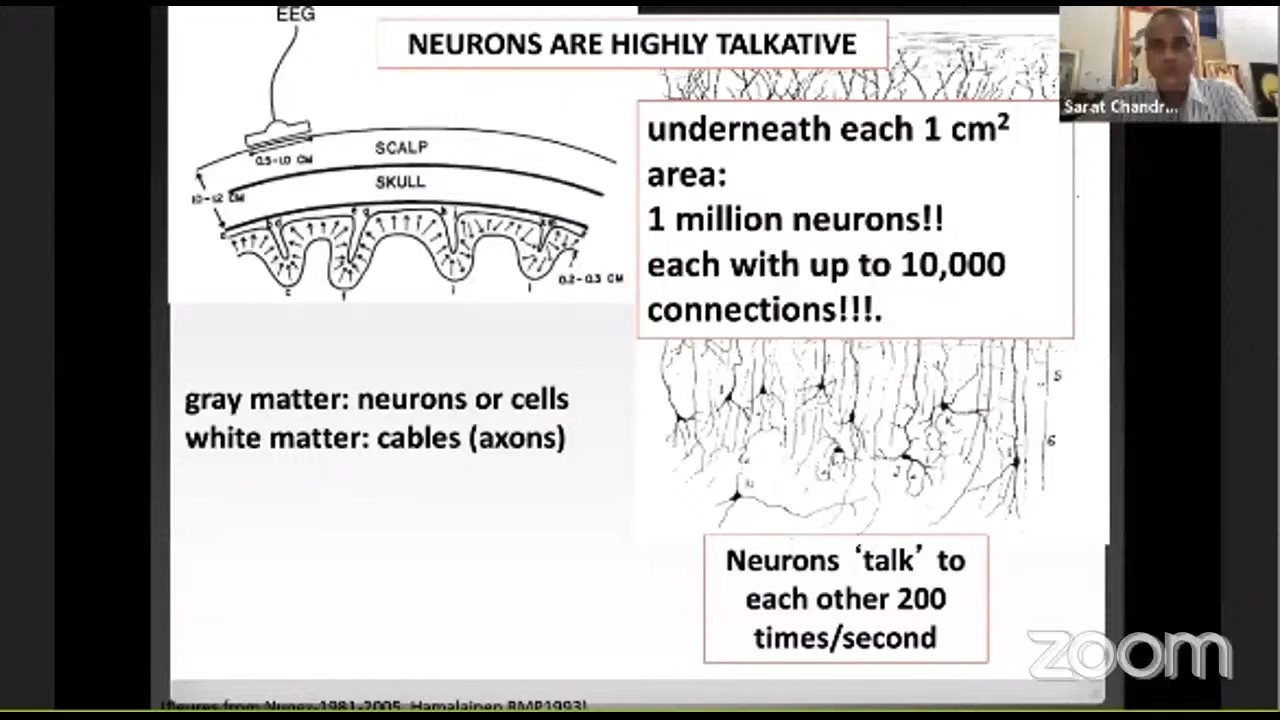 EEG
NEURONS ARE HIGHLY TALKATIVE
Sarat Chandr...
SCALP
0.5-1.0 CM
SKULL
1.0-1.2 CM
0.2-0.3 CM
underneath each 1 cm²
area:
1 million neurons!!
each with up to 10,000
connections!!!.
gray matter: neurons or cells
white matter: cables (axons)
5
6
Neurons ‘talk’ to
each other 200
times/second
zoom
(figures from Nunez-1981-2005, Hamalainen RMP1993)